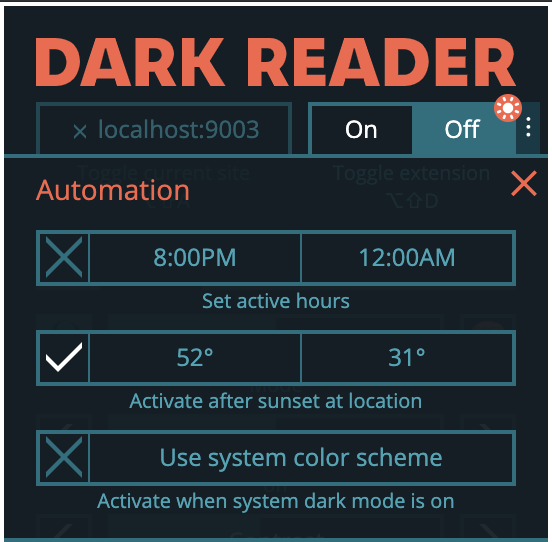 DARK READER
localhost:9003
On
Off
Toggle current site
Toggle extension
⌥⇧D
Automation
8:00PM
12:00AM
Set active hours
52°
31°
Activate after sunset at location
Use system color scheme
Activate when system dark mode is on